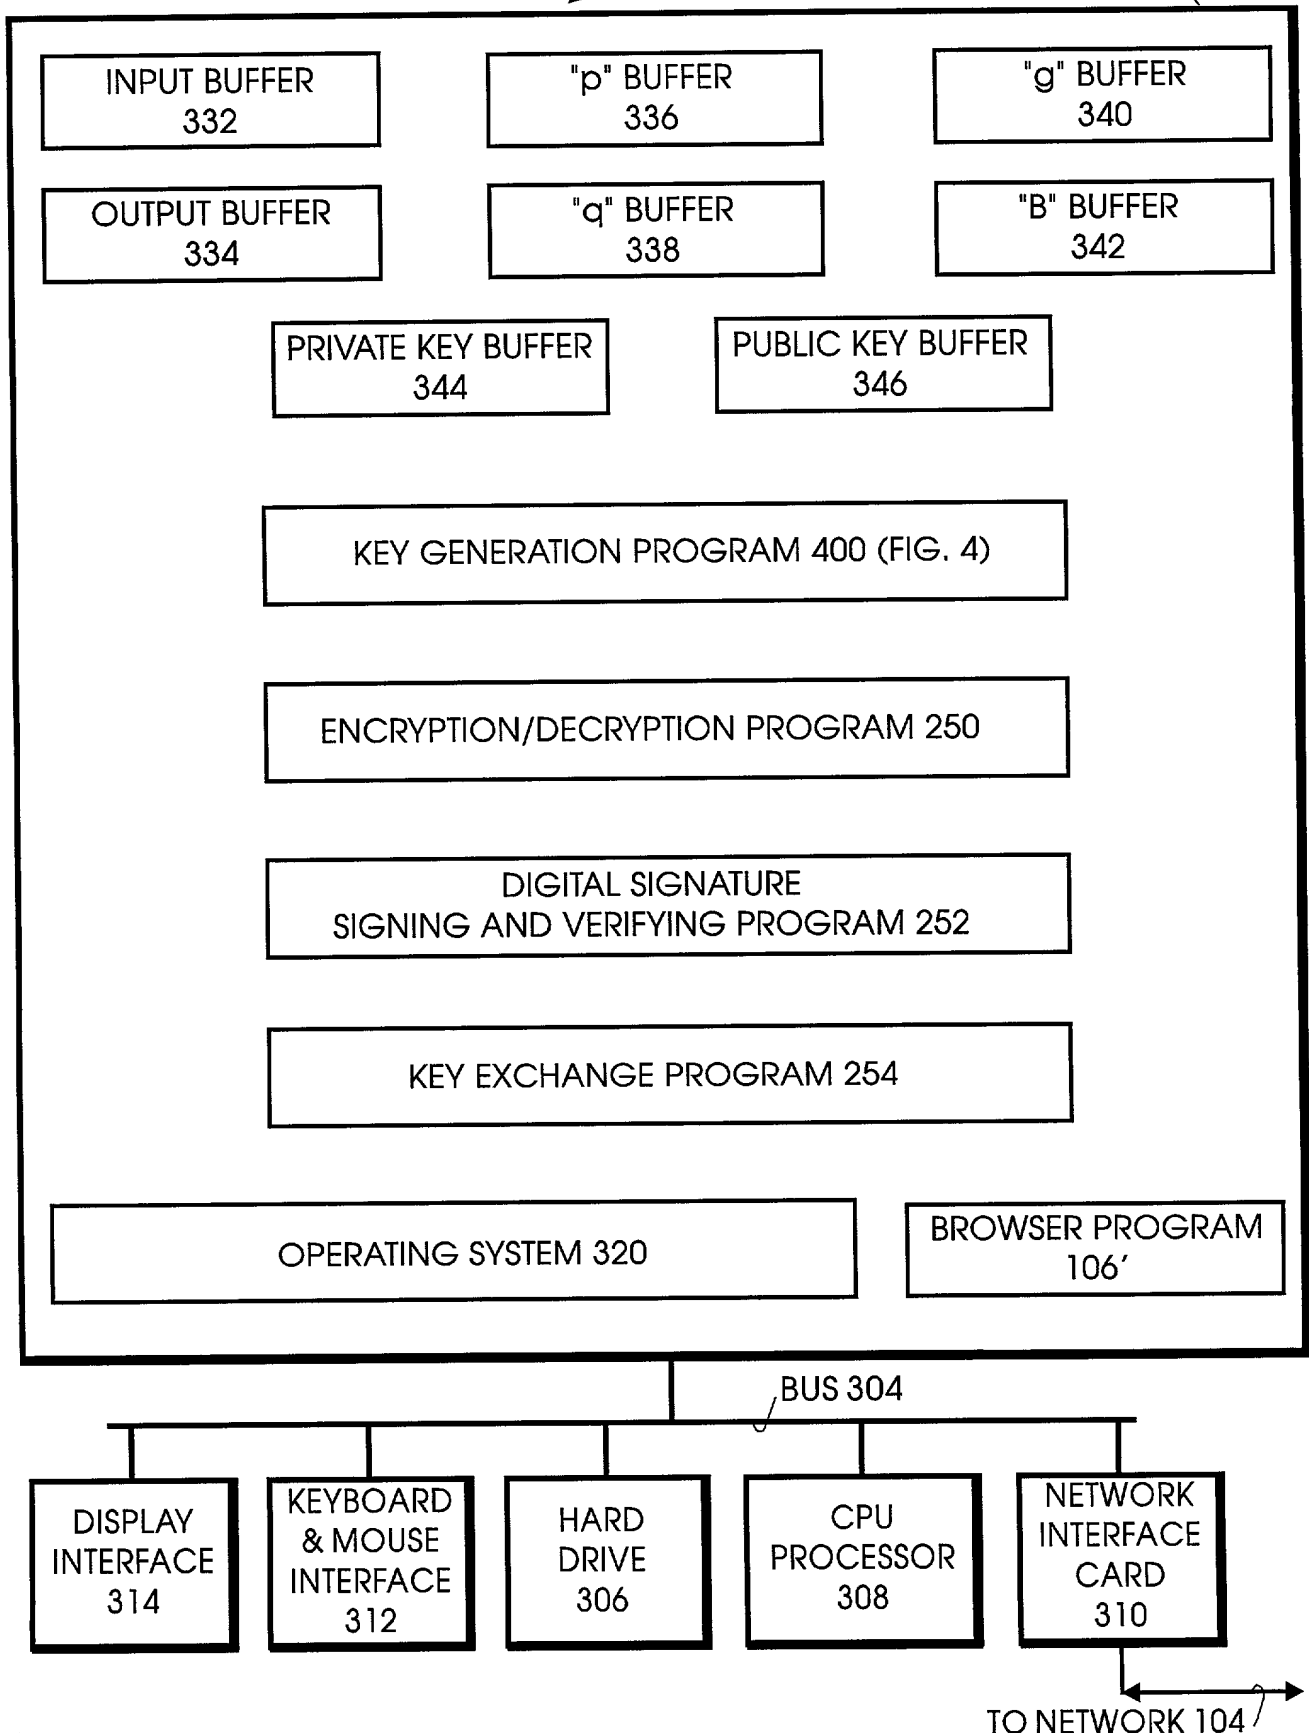 INPUT BUFFER
332
"p" BUFFER
336
"g" BUFFER
340
OUTPUT BUFFER
334
"q" BUFFER
338
"B" BUFFER
342
PRIVATE KEY BUFFER
344
PUBLIC KEY BUFFER
346
KEY GENERATION PROGRAM 400 (FIG. 4)
ENCRYPTION/DECRYPTION PROGRAM 250
DIGITAL SIGNATURE
SIGNING AND VERIFYING PROGRAM 252
KEY EXCHANGE PROGRAM 254
OPERATING SYSTEM 320
BROWSER PROGRAM
106'
BUS 304
DISPLAY
INTERFACE
314
KEYBOARD
& MOUSE
INTERFACE
312
HARD
DRIVE
306
CPU
PROCESSOR
308
NETWORK
INTERFACE
CARD
310
TO NETWORK 104